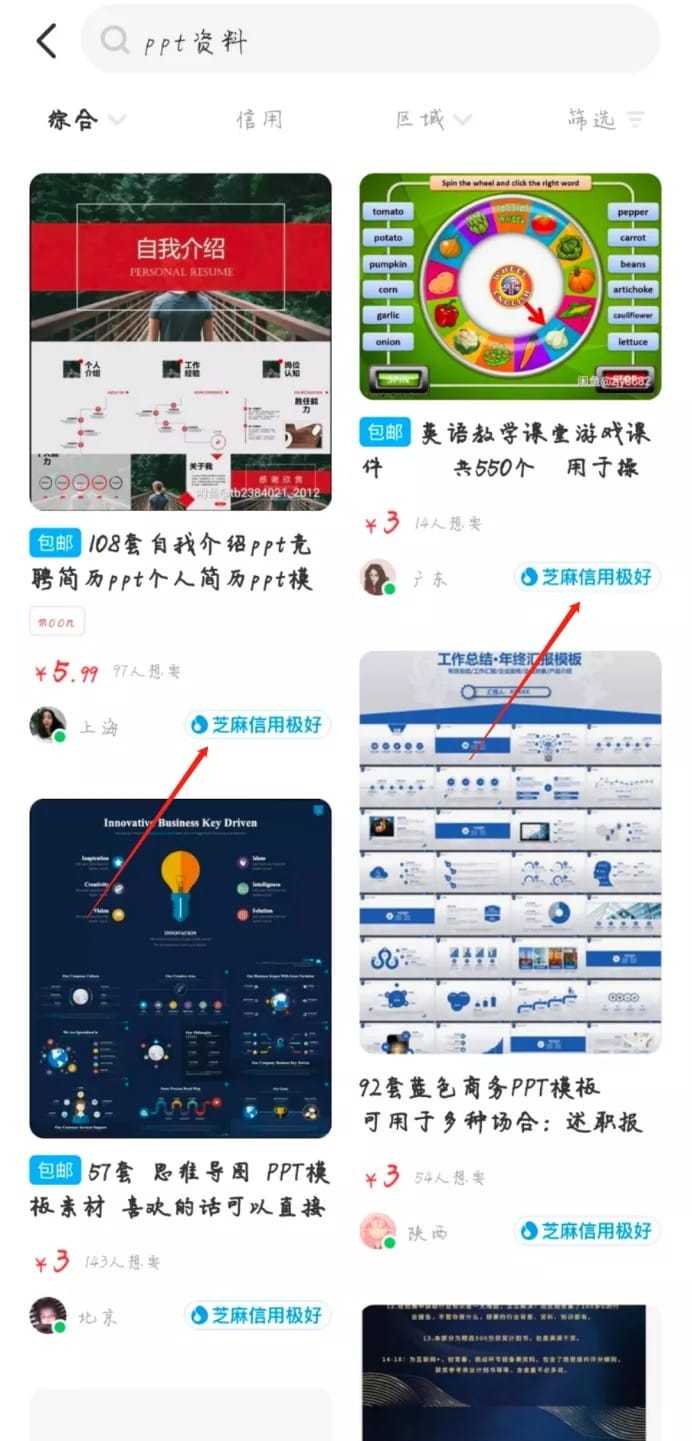 ppt资料
综合
信用
区域
筛选
自我介绍
PERSONAL RESUME
个人
介绍
工作
经验
岗位
认知
胜任能
力
关于我
感谢欣赏
闲鱼@tb2384021_2012
包邮 108套自我介绍ppt竞
聘简历ppt个人简历ppt模
noon
¥5.99 97人想要
上海
芝麻信用极好
Innovative Business Key Driven
Inspiration
Creativity
Vision
Ideas
Intelligence
Solution
INNOVATION
包邮 57套 思维导图 PPT模
板素材 喜欢的话可以直接
¥3 143人想要
北京
芝麻信用极好
Spin the wheel and click the right word
tomato
potato
pumpkin
corn
garlic
onion
pepper
carrot
beans
artichoke
cauliflower
lettuce
WHEEL
ENGLISH
SPIN
包邮 英语教学课堂游戏课
件 共550个 用于操
¥3 14人想要
广东
芝麻信用极好
工作总结·年终汇报模板
92套蓝色商务PPT模板
可用于多种场合：述职报
¥3 54人想要
陕西
芝麻信用极好